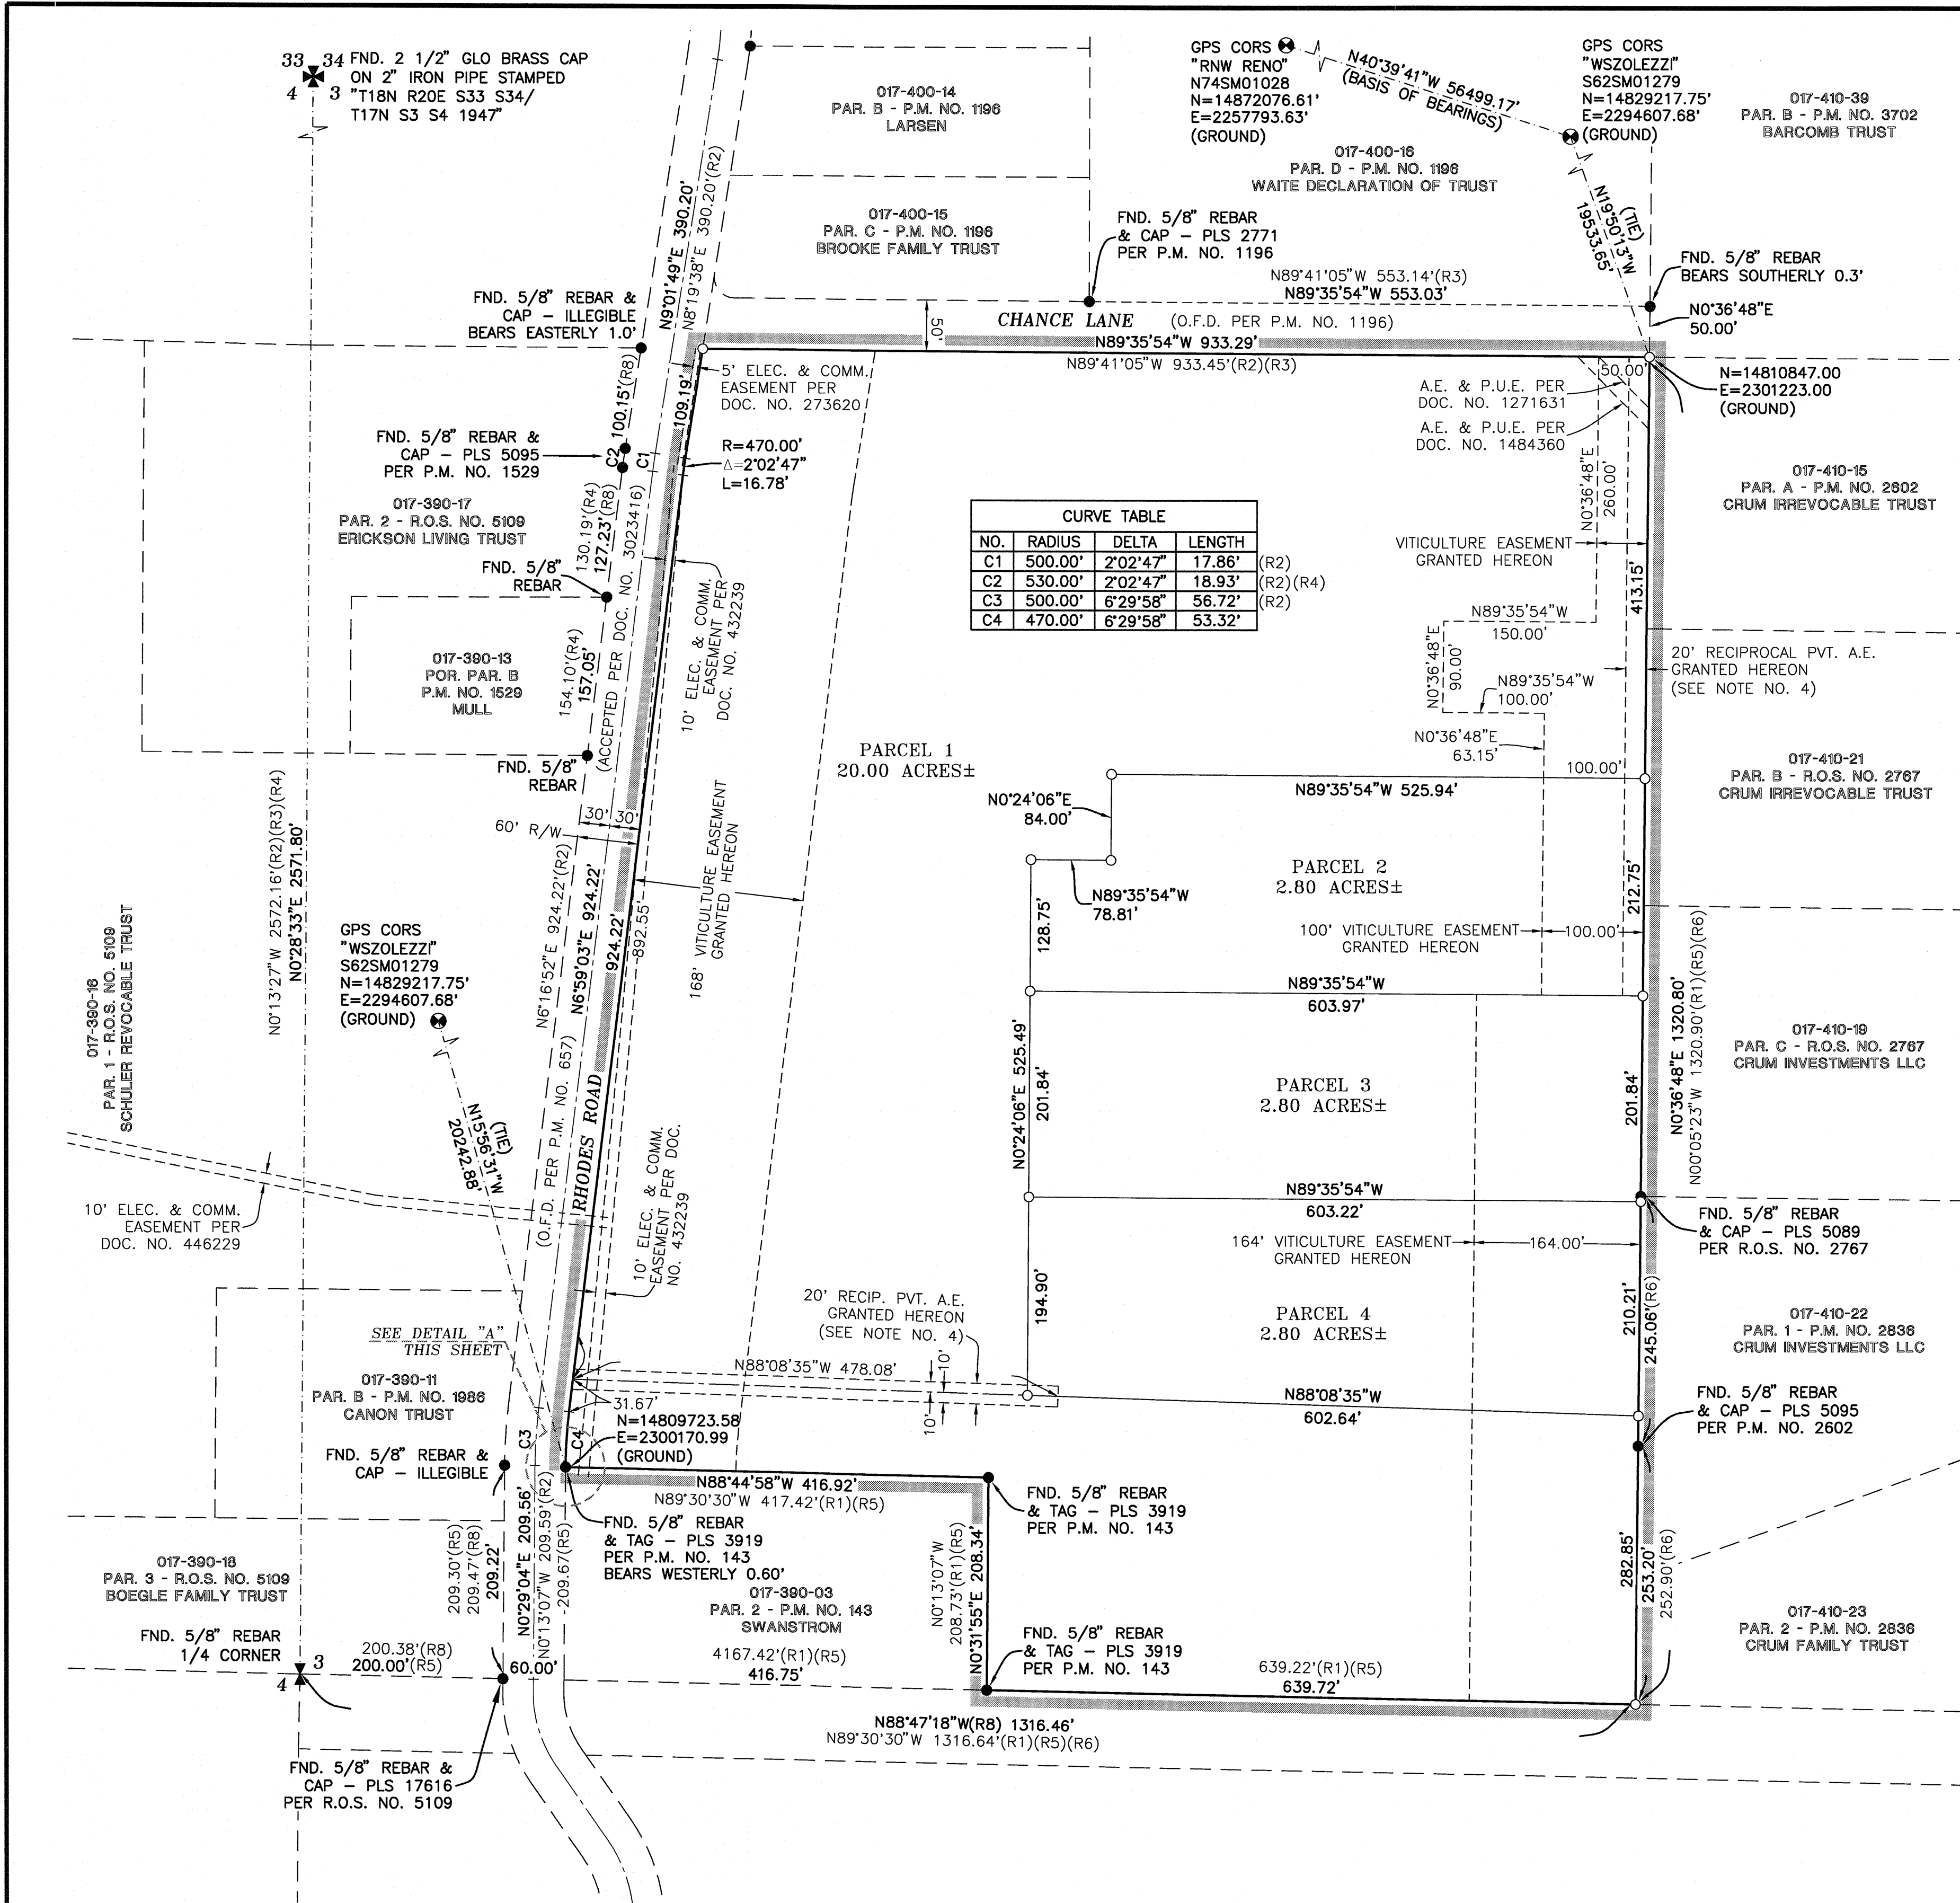 33 34
4 3
FND. 2 1/2" GLO BRASS CAP
ON 2" IRON PIPE STAMPED
"T18N R20E S33 S34/
T17N S3 S4 1947"
N9°01'49"E 390.20'
N8°19'38"E 390.20'(R2)
017-400-14
PAR. B - P.M. NO. 1196
LARSEN
GPS CORS
"RNW RENO"
N74SM01028
N=14872076.61'
E=2257793.63'
(GROUND)
N40°39'41"W 56499.17'
(BASIS OF BEARINGS)
GPS CORS
"WSZOLEZZI"
S62SM01279
N=14829217.75'
E=2294607.68'
(GROUND)
017-410-39
PAR. B - P.M. NO. 3702
BARCOMB TRUST
017-400-16
PAR. D - P.M. NO. 1196
WAITE DECLARATION OF TRUST
017-400-15
PAR. C - P.M. NO. 1196
BROOKE FAMILY TRUST
FND. 5/8" REBAR
& CAP - PLS 2771
PER P.M. NO. 1196
(TIE)
N19°50'13"W
19533.65'
FND. 5/8" REBAR
BEARS SOUTHERLY 0.3'
N0°36'48"E
50.00'
N89°41'05"W 553.14'(R3)
N89°35'54"W 553.03'
FND. 5/8" REBAR &
CAP - ILLEGIBLE
BEARS EASTERLY 1.0'
50'
CHANCE LANE (O.F.D. PER P.M. NO. 1196)
N89°35'54"W 933.29'
N89°41'05"W 933.45'(R2)(R3)
5' ELEC. & COMM.
EASEMENT PER
DOC. NO. 273620
109.19'
100.15'(R8)
A.E. & P.U.E. PER
DOC. NO. 1271631
A.E. & P.U.E. PER
DOC. NO. 1484360
50.00'
N=14810847.00
E=2301223.00
(GROUND)
FND. 5/8" REBAR &
CAP - PLS 5095
PER P.M. NO. 1529
C2
C1
R=470.00'
Δ=2°02'47"
L=16.78'
N0°36'48"E
260.00'
017-410-15
PAR. A - P.M. NO. 2602
CRUM IRREVOCABLE TRUST
017-390-17
PAR. 2 - R.O.S. NO. 5109
ERICKSON LIVING TRUST
130.19'(R4)
127.23'(R8)
(ACCEPTED PER DOC. NO. 3023416)
CURVE TABLE
NO. RADIUS DELTA LENGTH
C1 500.00' 2°02'47" 17.86' (R2)
C2 530.00' 2°02'47" 18.93' (R2)(R4)
C3 500.00' 6°29'58" 56.72' (R2)
C4 470.00' 6°29'58" 53.32'
VITICULTURE EASEMENT
GRANTED HEREON
413.15'
FND. 5/8"
REBAR
10' ELEC. & COMM.
EASEMENT PER
DOC. NO. 432239
N89°35'54"W
150.00'
N0°36'48"E
90.00'
N89°35'54"W
100.00'
20' RECIPROCAL PVT. A.E.
GRANTED HEREON
(SEE NOTE NO. 4)
017-390-13
POR. PAR. B
P.M. NO. 1529
MULL
154.10'(R4)
157.05'
N0°36'48"E
63.15'
PARCEL 1
20.00 ACRES±
100.00'
017-410-21
PAR. B - R.O.S. NO. 2767
CRUM IRREVOCABLE TRUST
FND. 5/8"
REBAR
N0°13'27"W 2572.16'(R2)(R3)(R4)
N0°28'33"E 2571.80'
30' 30'
60' R/W
168' VITICULTURE EASEMENT
GRANTED HEREON
N0°24'06"E
84.00'
N89°35'54"W 525.94'
PARCEL 2
2.80 ACRES±
N89°35'54"W
78.81'
212.75'
128.75'
100' VITICULTURE EASEMENT
GRANTED HEREON
100.00'
N6°16'52"E 924.22'(R2)
N6°59'03"E 924.22'
924.22'
892.55'
017-390-16
PAR. 1 - R.O.S. NO. 5109
SCHULER REVOCABLE TRUST
GPS CORS
"WSZOLEZZI"
S62SM01279
N=14829217.75'
E=2294607.68'
(GROUND)
N89°35'54"W
603.97'
N0°36'48"E 1320.80'
N00°05'23"W 1320.90'(R1)(R5)(R6)
017-410-19
PAR. C - R.O.S. NO. 2767
CRUM INVESTMENTS LLC
N0°24'06"E 525.49'
201.84'
PARCEL 3
2.80 ACRES±
201.84'
(TIE)
N15°56'31"W
20242.88'
(O.F.D. PER P.M. NO. 657)
RHODES ROAD
10' ELEC. & COMM.
EASEMENT PER
DOC. NO. 446229
10' ELEC. & COMM.
EASEMENT PER DOC.
NO. 432239
N89°35'54"W
603.22'
FND. 5/8" REBAR
& CAP - PLS 5089
PER R.O.S. NO. 2767
164' VITICULTURE EASEMENT
GRANTED HEREON
164.00'
20' RECIP. PVT. A.E.
GRANTED HEREON
(SEE NOTE NO. 4)
194.90'
PARCEL 4
2.80 ACRES±
210.21'
245.06'(R6)
017-410-22
PAR. 1 - P.M. NO. 2836
CRUM INVESTMENTS LLC
SEE DETAIL "A"
THIS SHEET
017-390-11
PAR. B - P.M. NO. 1986
CANON TRUST
N88°08'35"W 478.08'
10'
10'
31.67'
N88°08'35"W
602.64'
FND. 5/8" REBAR
& CAP - PLS 5095
PER P.M. NO. 2602
N=14809723.58
E=2300170.99
(GROUND)
C3
C4
FND. 5/8" REBAR &
CAP - ILLEGIBLE
N88°44'58"W 416.92'
N89°30'30"W 417.42'(R1)(R5)
FND. 5/8" REBAR
& TAG - PLS 3919
PER P.M. NO. 143
BEARS WESTERLY 0.60'
FND. 5/8" REBAR
& TAG - PLS 3919
PER P.M. NO. 143
209.30'(R5)
209.47'(R8)
209.22'
N0°29'04"E 209.56'
N0°13'07"W 209.59'(R2)
209.67(R5)
N0°13'07"W
208.73'(R1)(R5)
N0°31'55"E 208.34'
282.85'
253.20'
252.90'(R6)
017-390-18
PAR. 3 - R.O.S. NO. 5109
BOEGLE FAMILY TRUST
017-390-03
PAR. 2 - P.M. NO. 143
SWANSTROM
017-410-23
PAR. 2 - P.M. NO. 2836
CRUM FAMILY TRUST
FND. 5/8" REBAR
1/4 CORNER
3
4
200.38'(R8)
200.00'(R5)
60.00'
4167.42'(R1)(R5)
416.75'
FND. 5/8" REBAR
& TAG - PLS 3919
PER P.M. NO. 143
639.22'(R1)(R5)
639.72'
N88°47'18"W(R8) 1316.46'
N89°30'30"W 1316.64'(R1)(R5)(R6)
FND. 5/8" REBAR &
CAP - PLS 17616
PER R.O.S. NO. 5109